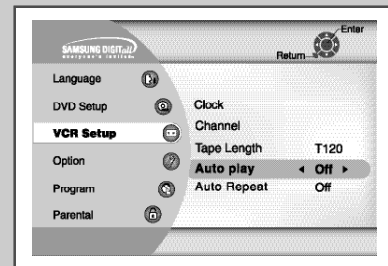 Enter
SAMSUNG DIGITall
everyone's invited™
Return
Language
DVD Setup
VCR Setup
Option
Program
Parental
Clock
Channel
Tape Length T120
Auto play ◄ Off ►
Auto Repeat Off